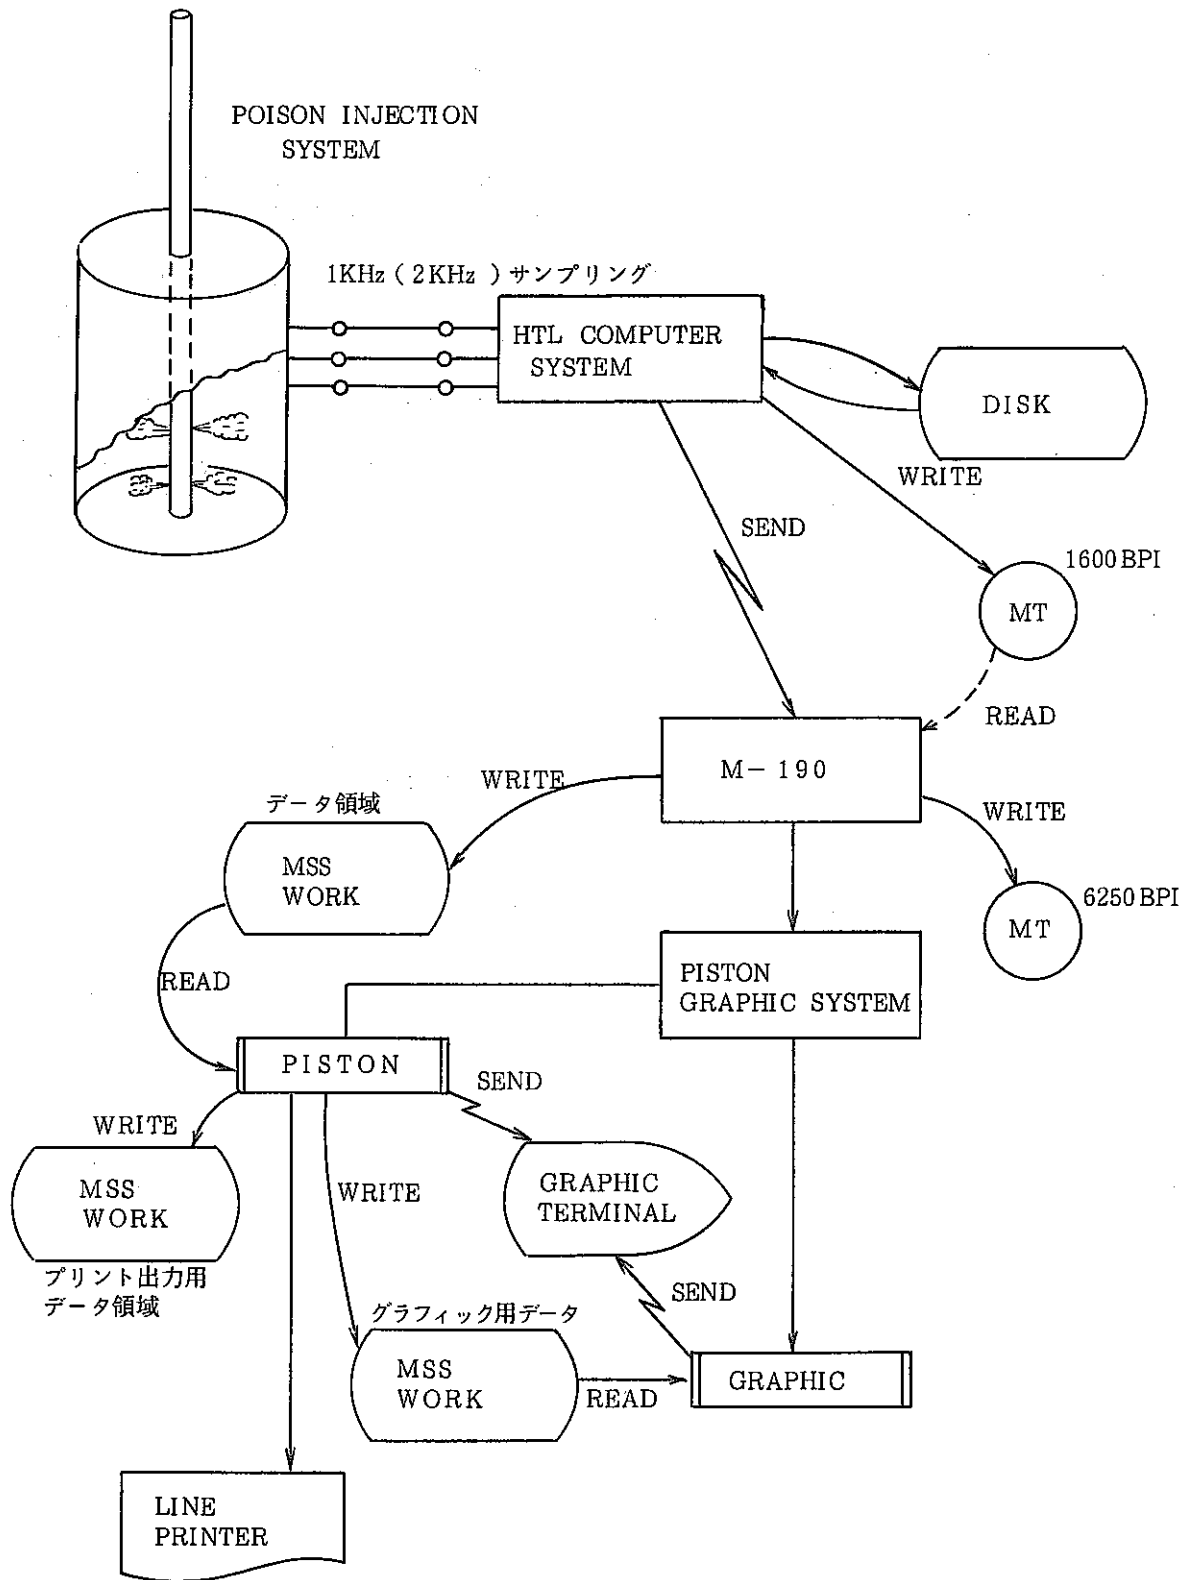 POISON INJECTION
SYSTEM
1KHz ( 2KHz ) サンプリング
HTL COMPUTER
SYSTEM
DISK
WRITE
SEND
1600 BPI
MT
READ
M-190
WRITE
WRITE
データ領域
MSS
WORK
6250 BPI
MT
READ
PISTON
GRAPHIC SYSTEM
PISTON
SEND
WRITE
MSS
WORK
プリント出力用
データ領域
WRITE
GRAPHIC
TERMINAL
SEND
グラフィック用データ
MSS
WORK
READ
GRAPHIC
LINE
PRINTER